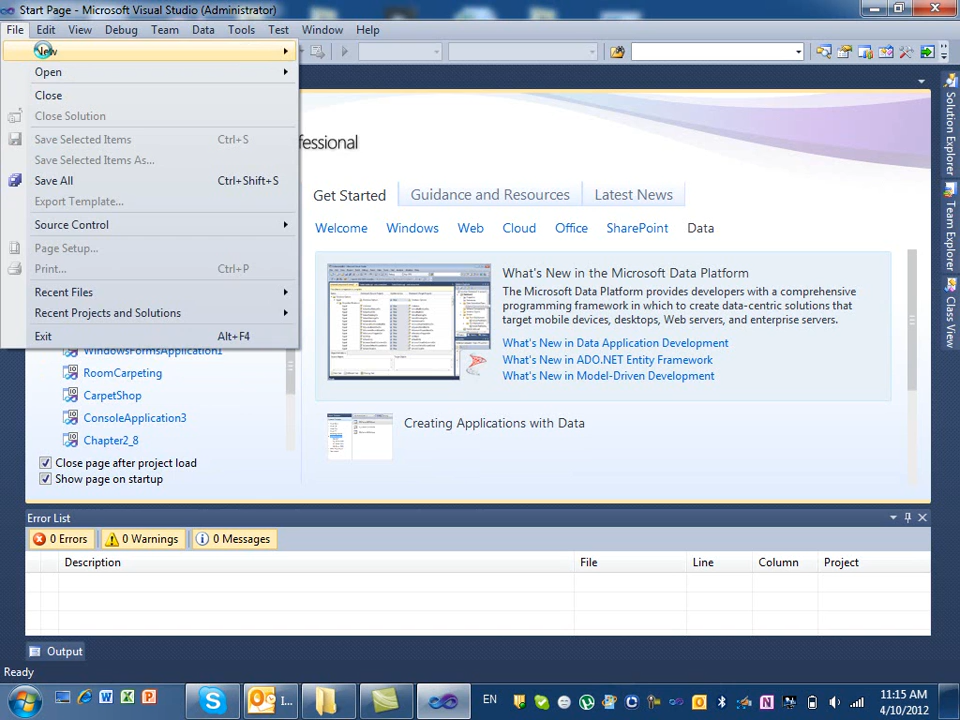 Start Page - Microsoft Visual Studio (Administrator)
File Edit View Debug Team Data Tools Test Window Help
New
Open
Close
Close Solution
Save Selected Items Ctrl+S
Save Selected Items As...
Save All Ctrl+Shift+S
Export Template...
Source Control
Page Setup...
Print... Ctrl+P
Recent Files
Recent Projects and Solutions
Exit Alt+F4
fessional
Get Started Guidance and Resources Latest News
Welcome Windows Web Cloud Office SharePoint Data
What's New in the Microsoft Data Platform
The Microsoft Data Platform provides developers with a comprehensive
programming framework in which to create data-centric solutions that
target mobile devices, desktops, Web servers, and enterprise servers.
What's New in Data Application Development
What's New in ADO.NET Entity Framework
What's New in Model-Driven Development
Creating Applications with Data
WindowsFormsApplication1
RoomCarpeting
CarpetShop
ConsoleApplication3
Chapter2_8
Close page after project load
Show page on startup
Solution Explorer
Team Explorer
Class View
Error List
0 Errors 0 Warnings 0 Messages
Description File Line Column Project
Output
Ready
I...
EN
11:15 AM
4/10/2012